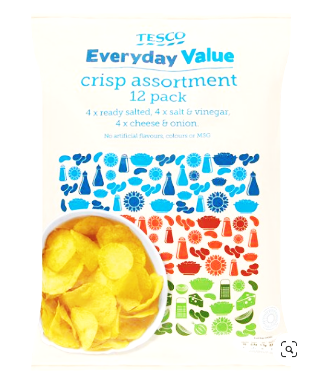 TESCO
Everyday Value
crisp assortment
12 pack
4 x ready salted, 4 x salt & vinegar,
4 x cheese & onion.
No artificial flavours, colours or MSG